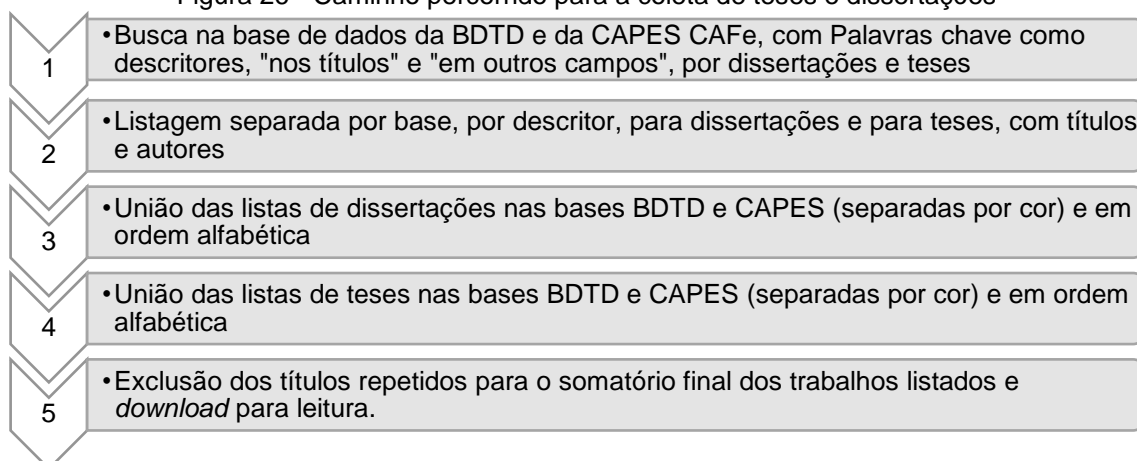 1
•Busca na base de dados da BDTD e da CAPES CAFe, com Palavras chave como
descritores, "nos títulos" e "em outros campos", por dissertações e teses
2
•Listagem separada por base, por descritor, para dissertações e para teses, com títulos
e autores
3
•União das listas de dissertações nas bases BDTD e CAPES (separadas por cor) e em
ordem alfabética
4
•União das listas de teses nas bases BDTD e CAPES (separadas por cor) e em ordem
alfabética
5
•Exclusão dos títulos repetidos para o somatório final dos trabalhos listados e
download para leitura.